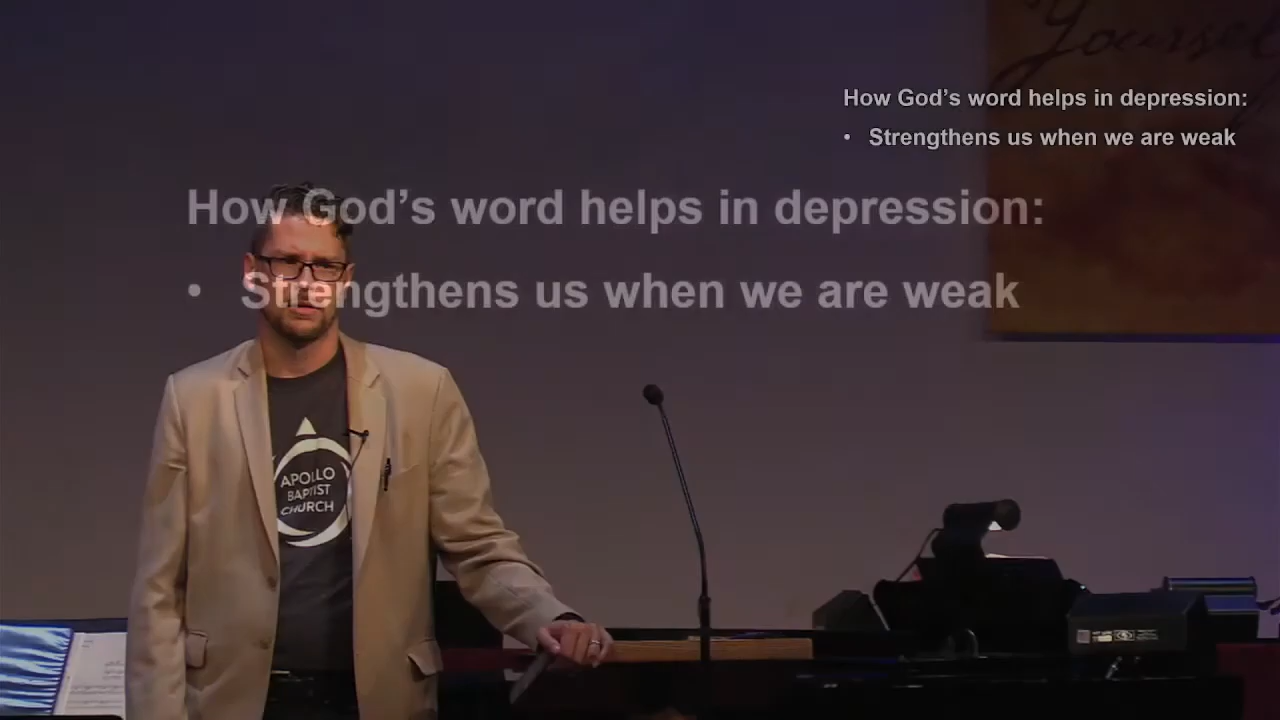 Yourself
How God's word helps in depression:
• Strengthens us when we are weak
How God's word helps in depression:
• Strengthens us when we are weak
APOLLO
BAPTIST
CHURCH